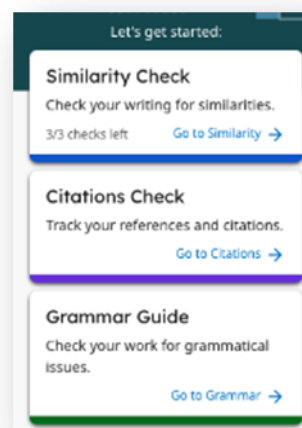 Let's get started:
Similarity Check
Check your writing for similarities.
3/3 checks left Go to Similarity →
Citations Check
Track your references and citations.
Go to Citations →
Grammar Guide
Check your work for grammatical
issues.
Go to Grammar →